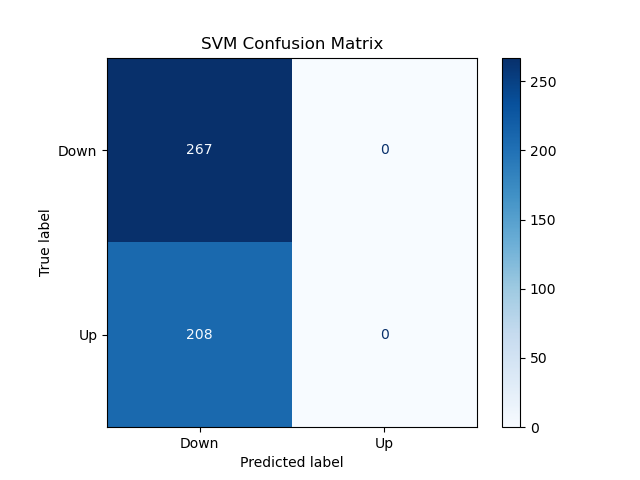 SVM Confusion Matrix
True label
Down
Up
267
0
208
0
Down
Up
Predicted label
250
200
150
100
50
0